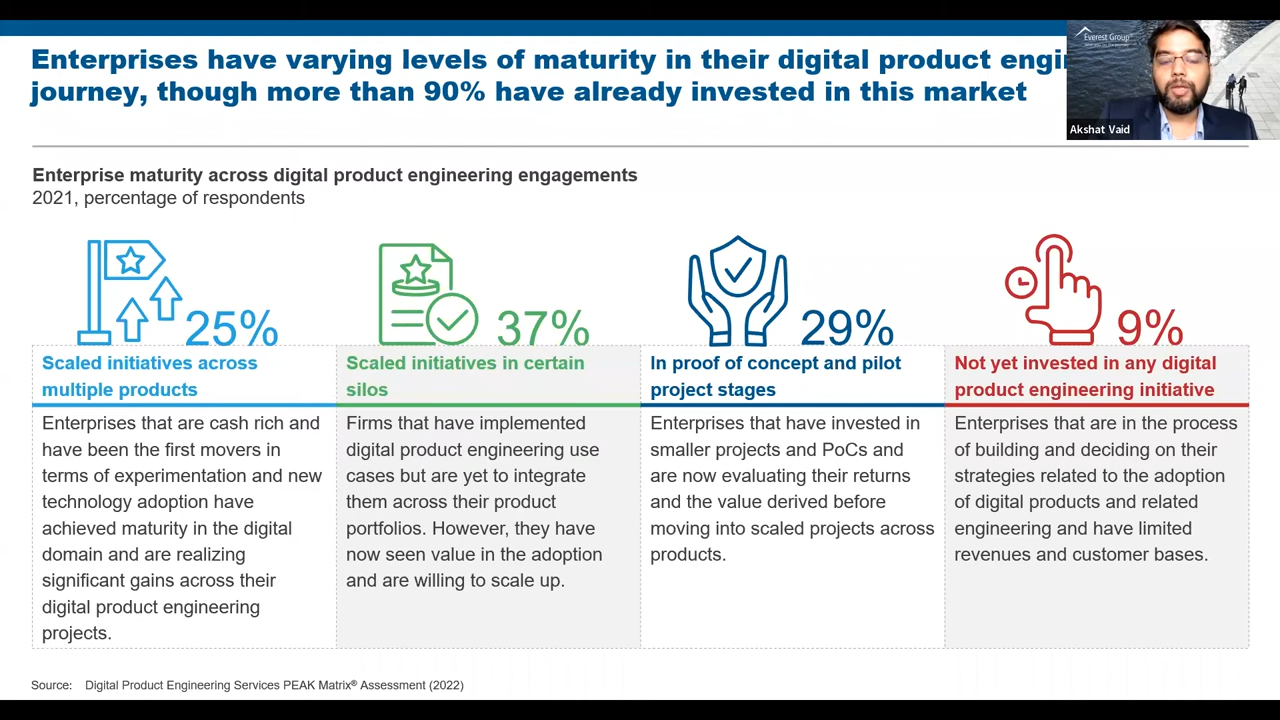 Enterprises have varying levels of maturity in their digital product
journey, though more than 90% have already invested in this market
Everest Group
Akshat Vaid
Enterprise maturity across digital product engineering engagements
2021, percentage of respondents
25%
Scaled initiatives across
multiple products
Enterprises that are cash rich and
have been the first movers in
terms of experimentation and new
technology adoption have
achieved maturity in the digital
domain and are realizing
significant gains across their
digital product engineering
projects.
37%
Scaled initiatives in certain
silos
Firms that have implemented
digital product engineering use
cases but are yet to integrate
them across their product
portfolios. However, they have
now seen value in the adoption
and are willing to scale up.
29%
In proof of concept and pilot
project stages
Enterprises that have invested in
smaller projects and PoCs and
are now evaluating their returns
and the value derived before
moving into scaled projects across
products.
9%
Not yet invested in any digital
product engineering initiative
Enterprises that are in the process
of building and deciding on their
strategies related to the adoption
of digital products and related
engineering and have limited
revenues and customer bases.
Source: Digital Product Engineering Services PEAK Matrix® Assessment (2022)